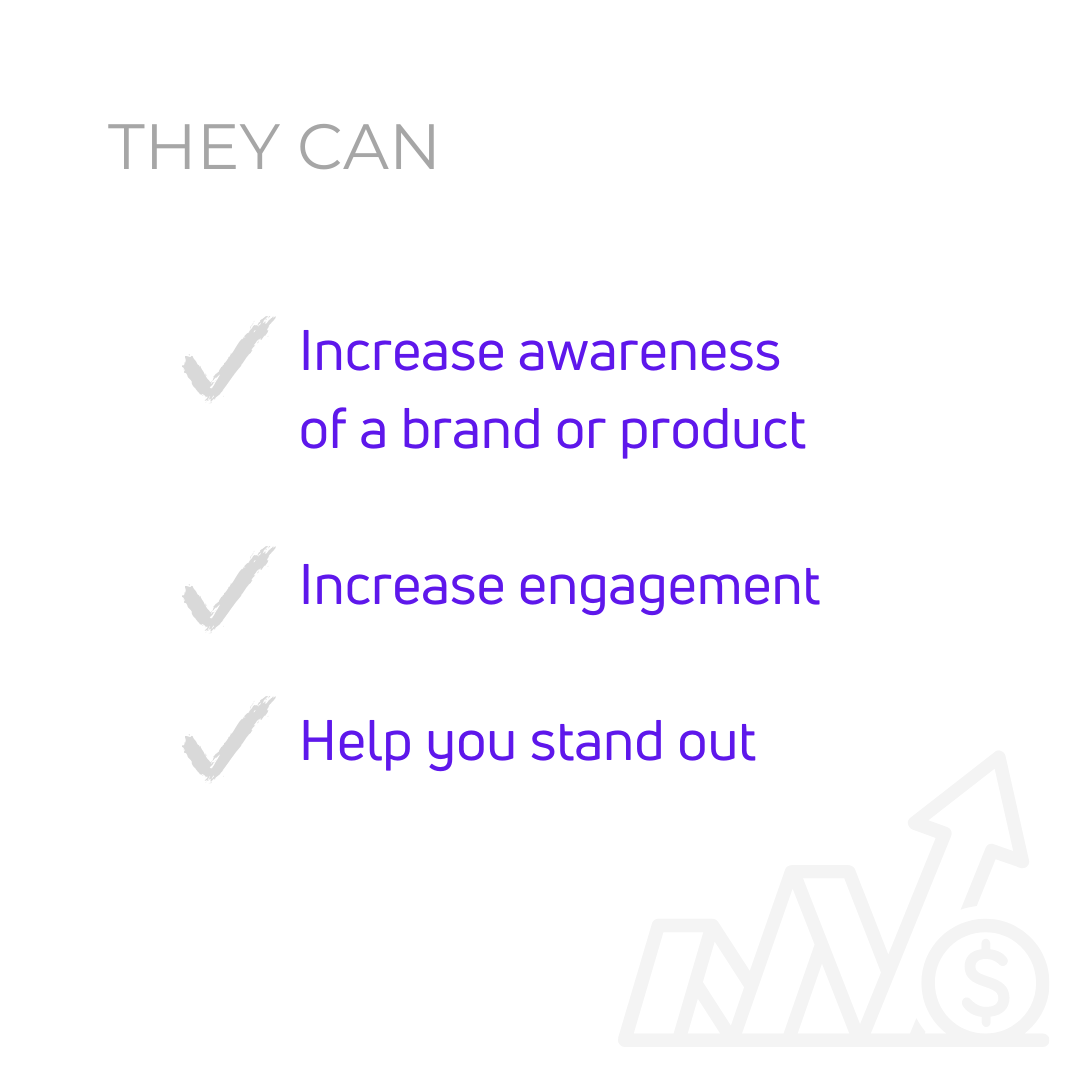 THEY CAN
Increase awareness
of a brand or product
Increase engagement
Help you stand out
$